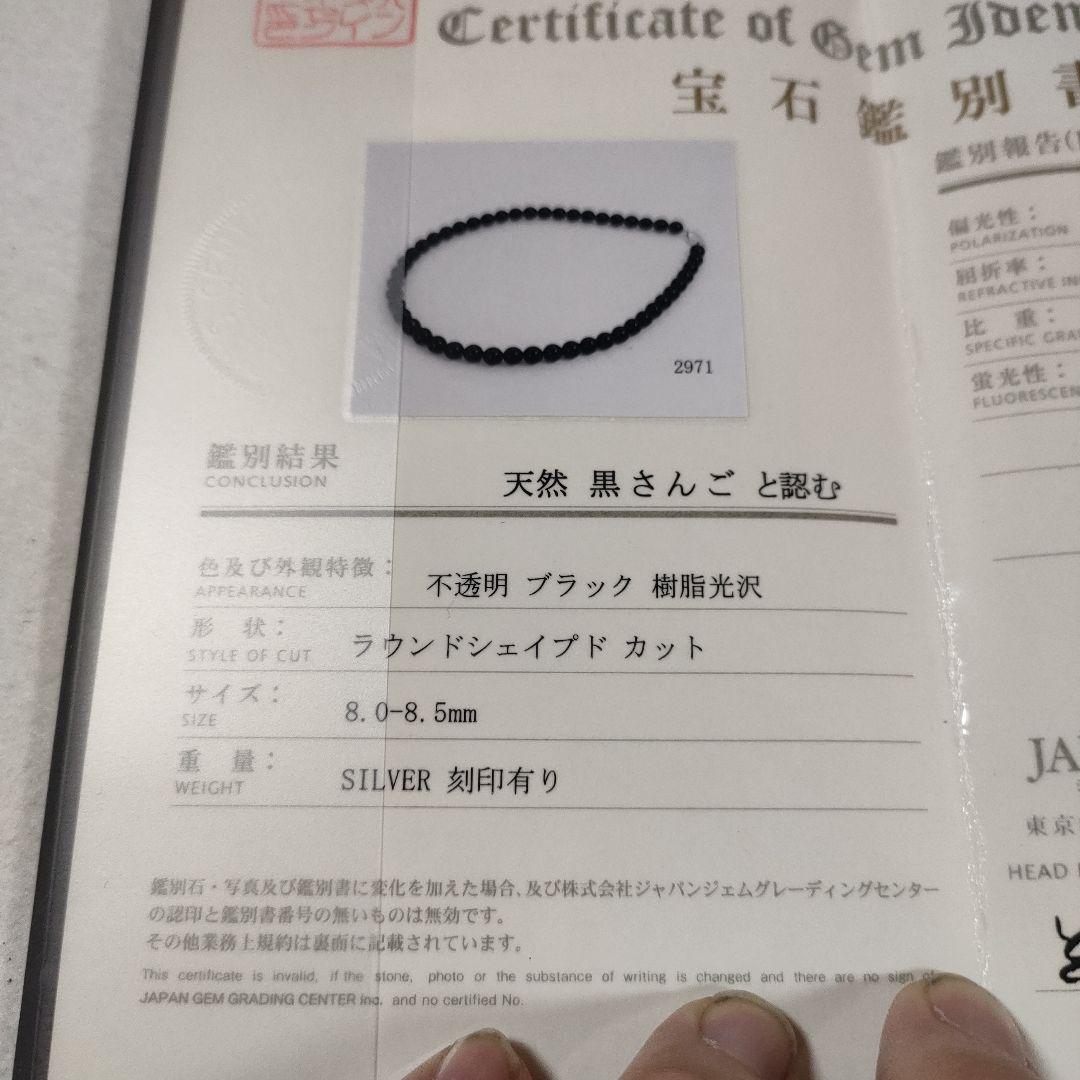 Certificate of Gem Iden
宝石鑑別書
鑑別報告
偏光性：
POLARIZATION
屈折率：
REFRACTIVE IN
比 重：
SPECIFIC GRA
蛍光性：
FLUORESCEN
2971
鑑別結果
CONCLUSION
天然 黒さんご と認む
色及び外観特徴：
APPEARANCE
不透明 ブラック 樹脂光沢
形 状：
STYLE OF CUT
ラウンドシェイプド カット
サイズ：
SIZE
8.0-8.5mm
重 量：
WEIGHT
SILVER 刻印有り
JA
東京
HEAD
鑑別石・写真及び鑑別書に変化を加えた場合、及び株式会社ジャパンジェムグレーディングセンター
の認印と鑑別書番号の無いものは無効です。
その他業務上規約は裏面に記載されています。
This certificate is invalid, if the stone, photo or the substance of writing is changed and there are no sign of
JAPAN GEM GRADING CENTER inc. and no certified No.